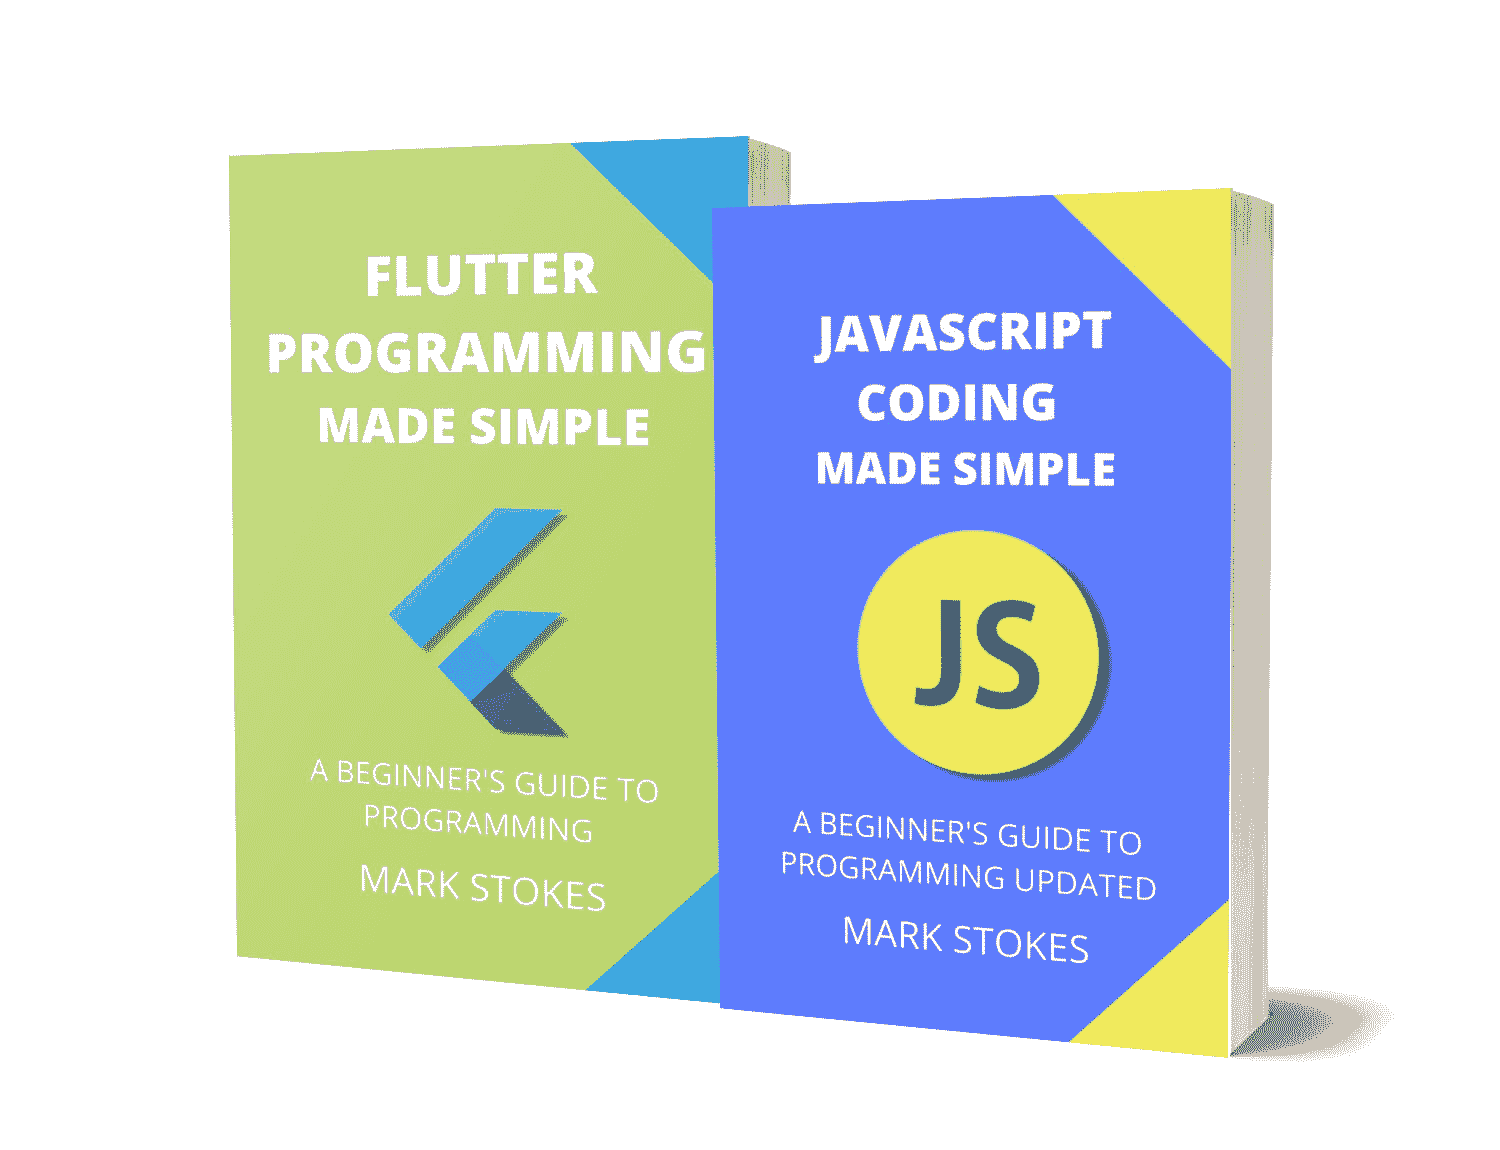 FLUTTER
PROGRAMMING
MADE SIMPLE
A BEGINNER'S GUIDE TO
PROGRAMMING
MARK STOKES
JAVASCRIPT
CODING
MADE SIMPLE
JS
A BEGINNER'S GUIDE TO
PROGRAMMING UPDATED
MARK STOKES